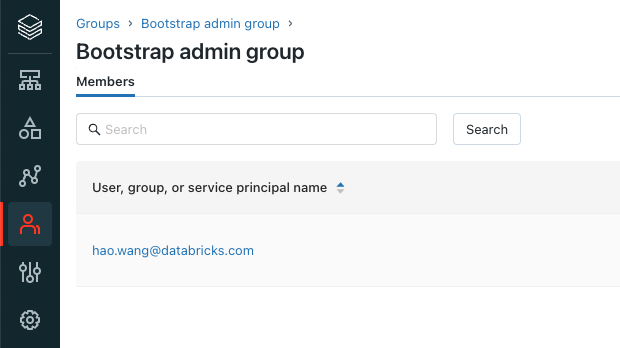 Groups › Bootstrap admin group ›
Bootstrap admin group
Members
Search Search
User, group, or service principal name
hao.wang@databricks.com